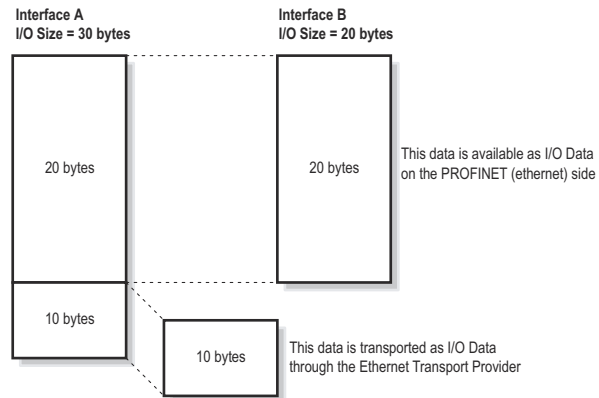 Interface A
I/O Size = 30 bytes
Interface B
I/O Size = 20 bytes
20 bytes
20 bytes
This data is available as I/O Data
on the PROFINET (ethernet) side
10 bytes
10 bytes
This data is transported as I/O Data
through the Ethernet Transport Provider